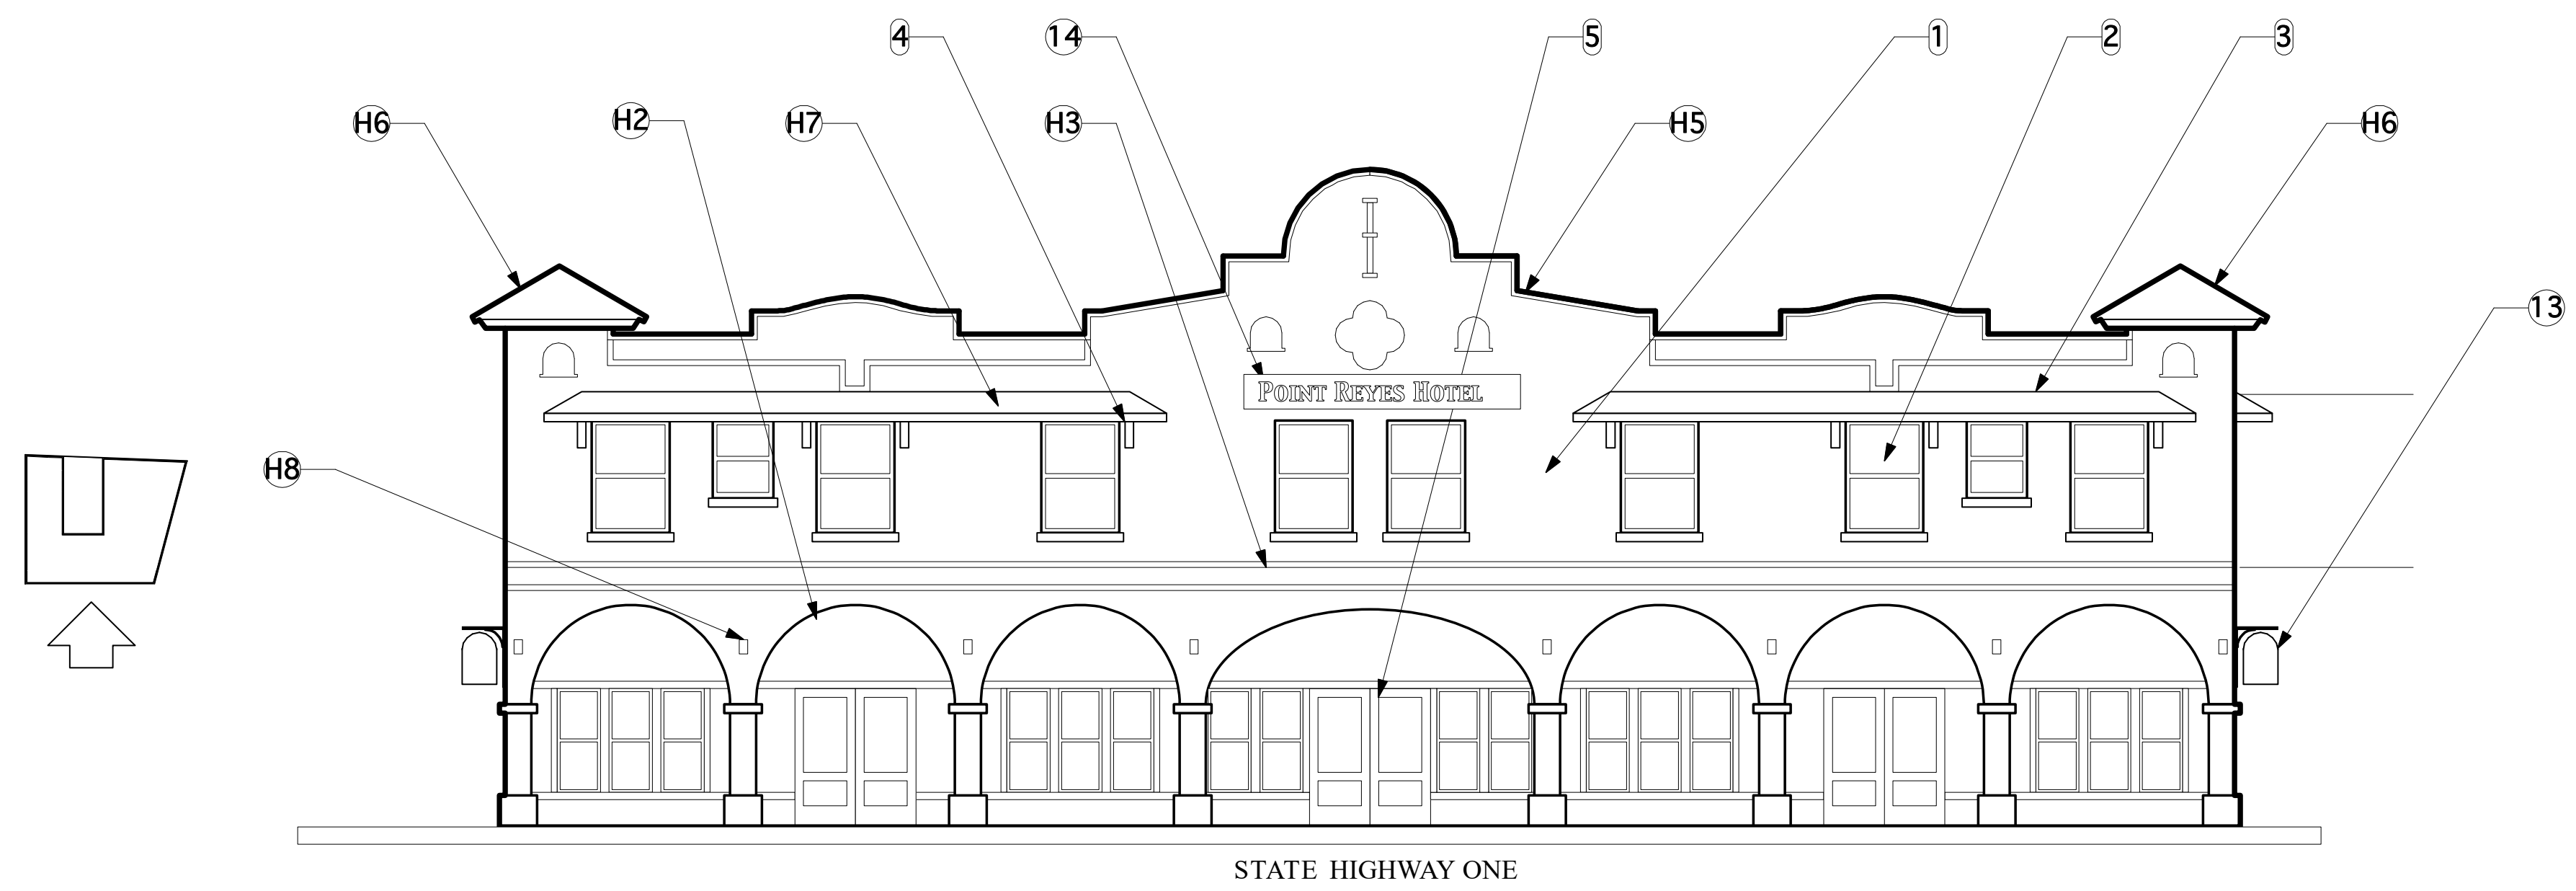 4
14
5
1
2
3
H6
H2
H7
H3
H5
H6
13
POINT REYES HOTEL
H8
STATE HIGHWAY ONE